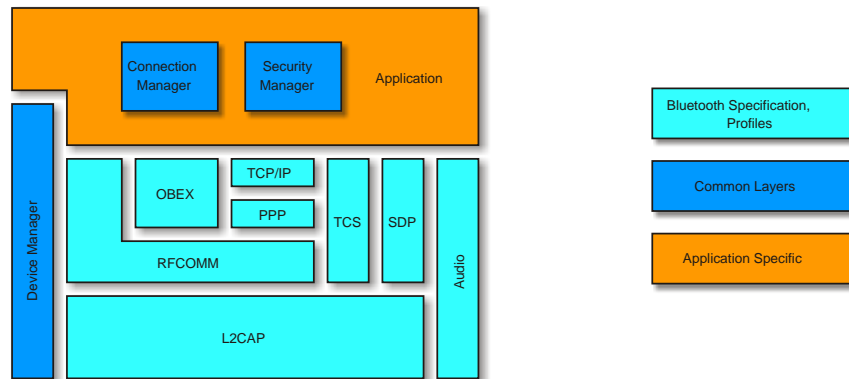 Connection
Manager
Security
Manager
Application
Bluetooth Specification,
Profiles
Common Layers
Application Specific
Device Manager
OBEX
TCP/IP
PPP
TCS
SDP
Audio
RFCOMM
L2CAP